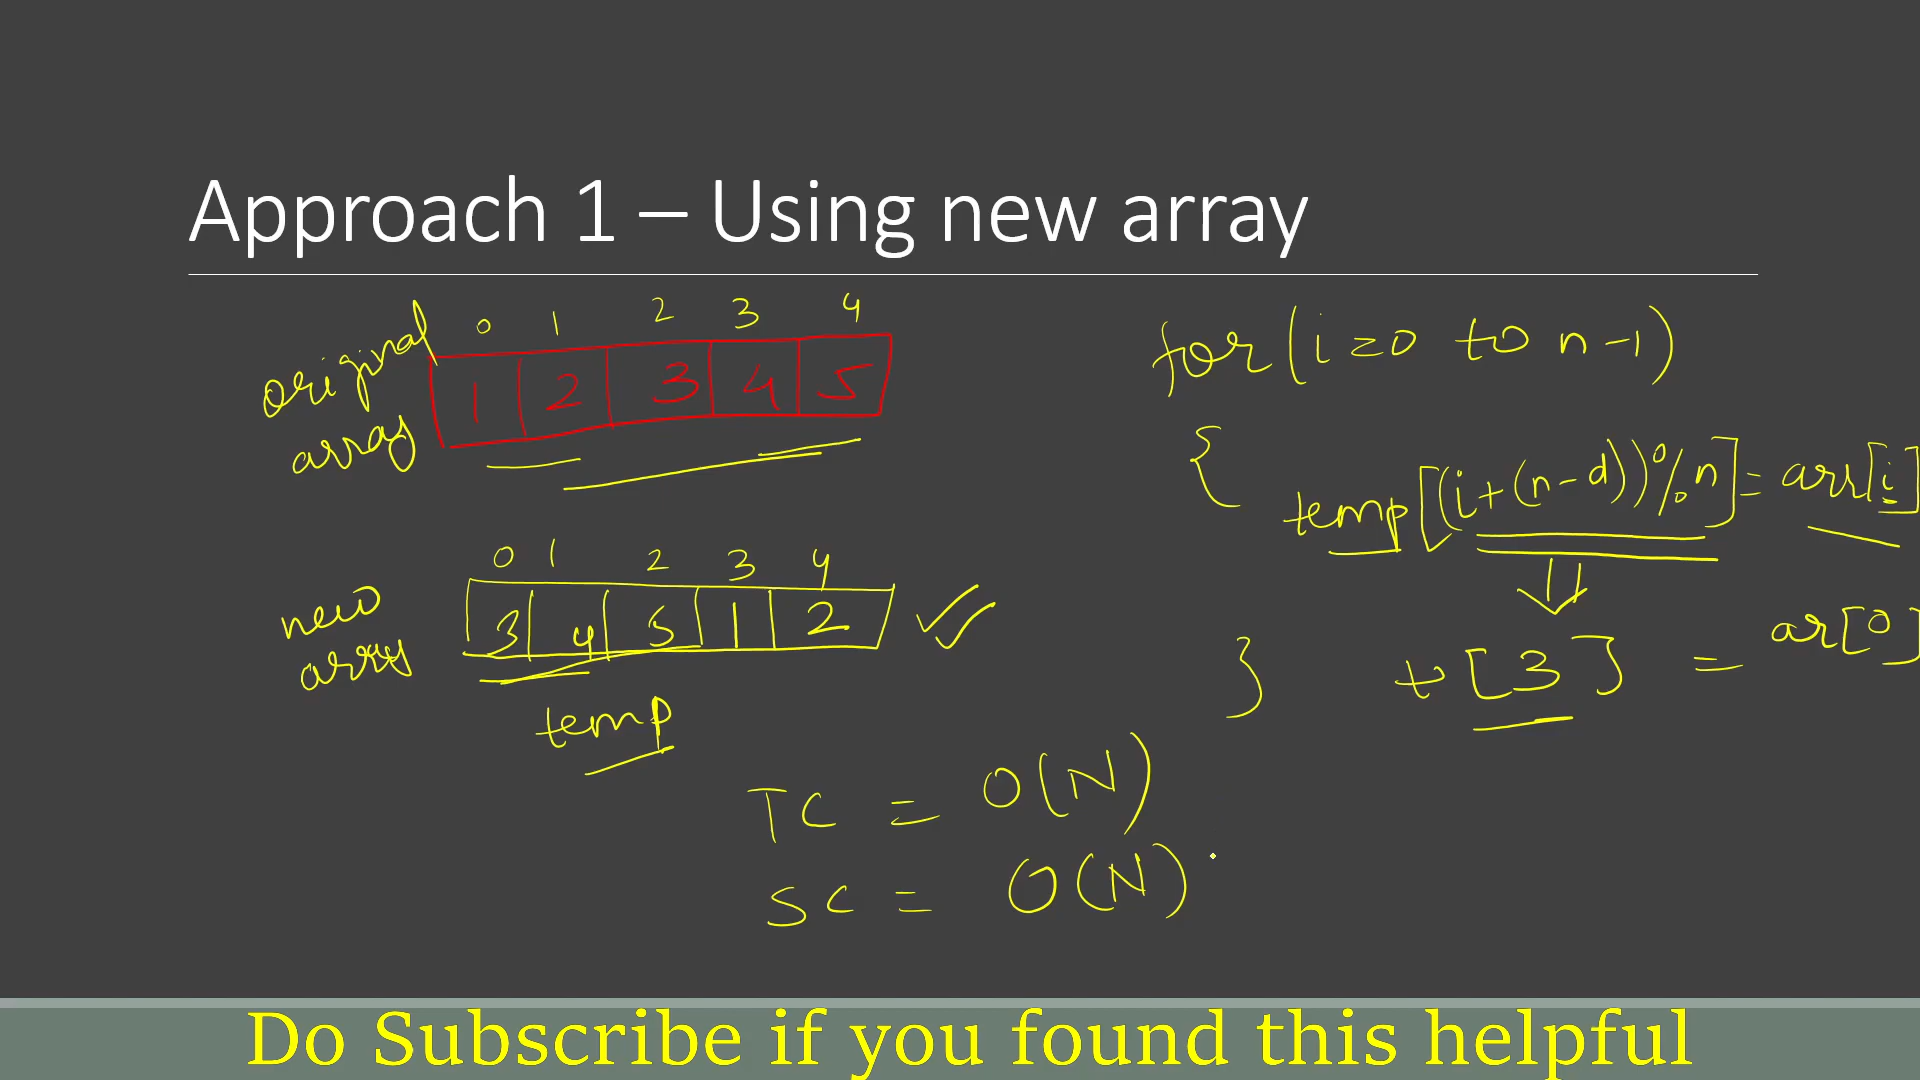 Approach 1 – Using new array
original
array
0 1 2 3 4
1 2 3 4 5
new
array
0 1 2 3 4
3 4 5 1 2
temp
for(i=0 to n-1)
{
temp[(i+(n-d))%n]=arr[i]
t[3] = ar[0]
}
TC = O(N)
SC = O(N)
Do Subscribe if you found this helpful